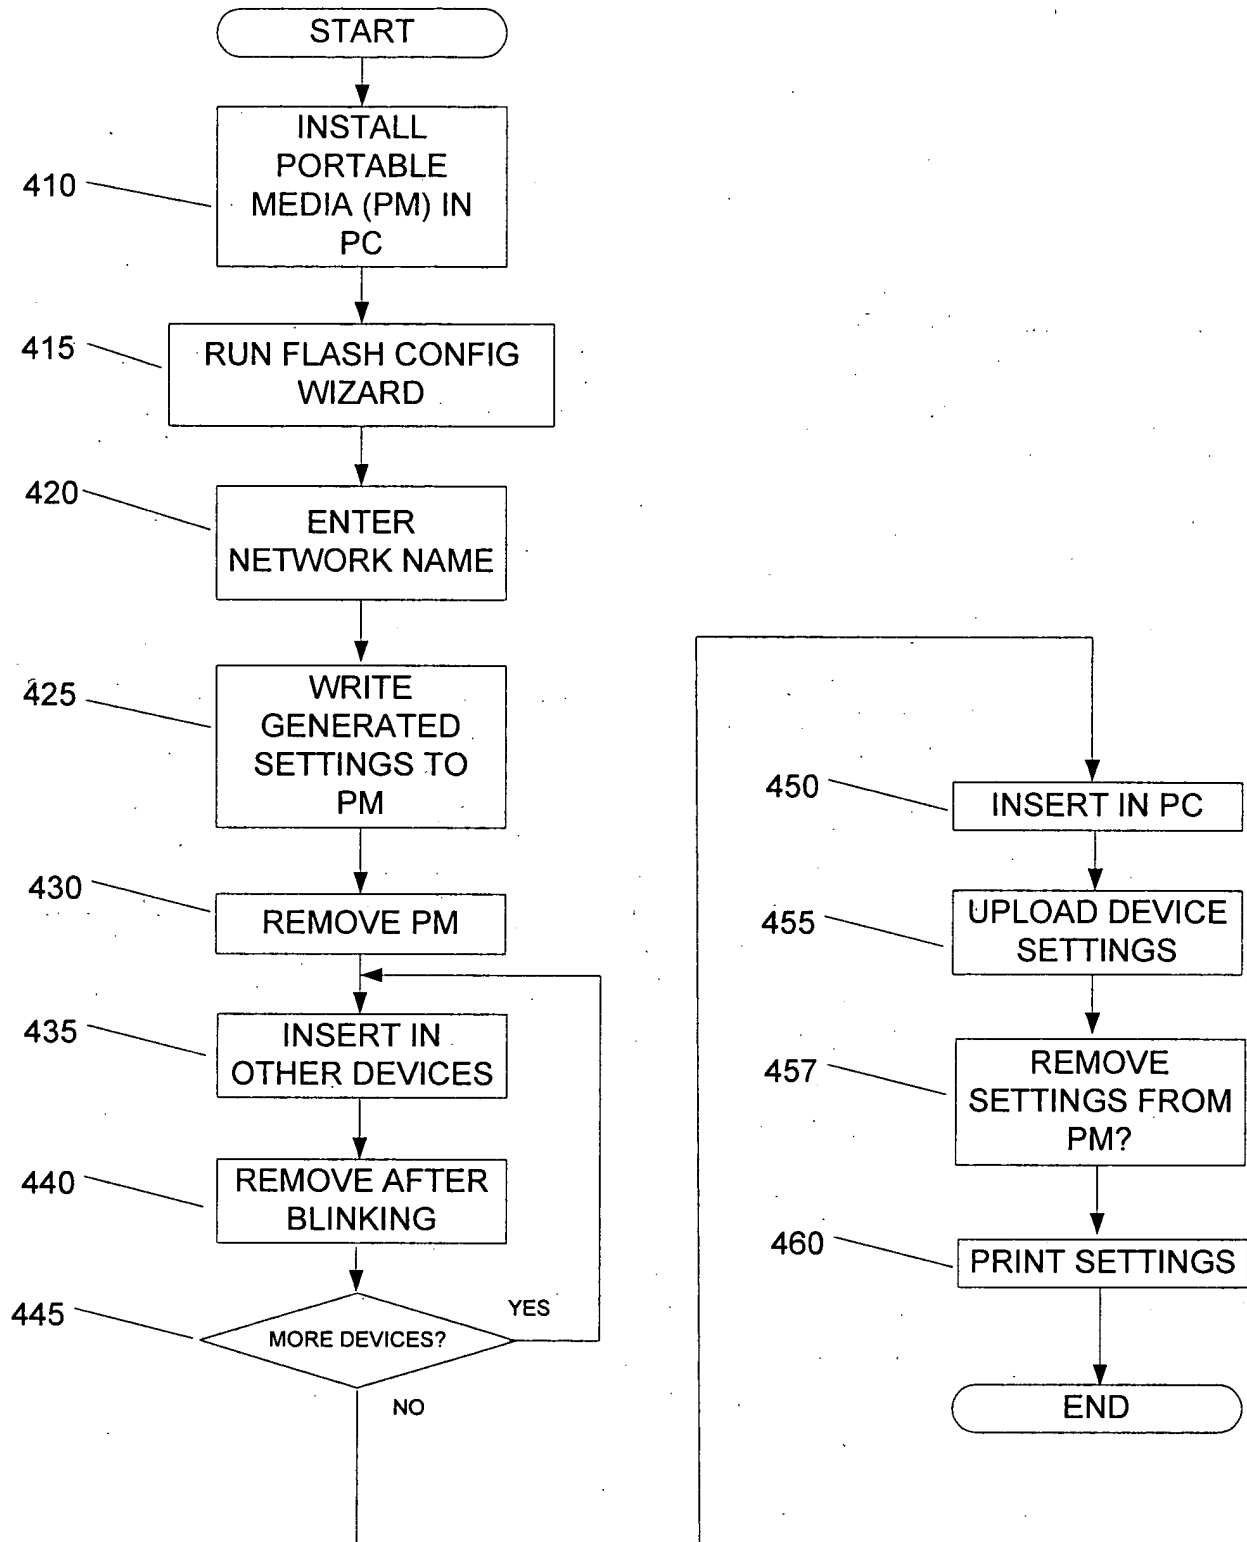 START
410
INSTALL
PORTABLE
MEDIA (PM) IN
PC
415
RUN FLASH CONFIG
WIZARD
420
ENTER
NETWORK NAME
425
WRITE
GENERATED
SETTINGS TO
PM
430
REMOVE PM
435
INSERT IN
OTHER DEVICES
440
REMOVE AFTER
BLINKING
445
MORE DEVICES?
YES
NO
450
INSERT IN PC
455
UPLOAD DEVICE
SETTINGS
457
REMOVE
SETTINGS FROM
PM?
460
PRINT SETTINGS
END